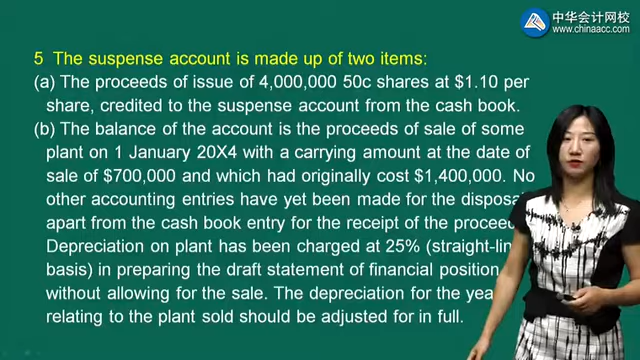 中华会计网校
www.chinaacc.com
5 The suspense account is made up of two items:
(a) The proceeds of issue of 4,000,000 50c shares at $1.10 per
share, credited to the suspense account from the cash book.
(b) The balance of the account is the proceeds of sale of some
plant on 1 January 20X4 with a carrying amount at the date of
sale of $700,000 and which had originally cost $1,400,000. No
other accounting entries have yet been made for the disposal
apart from the cash book entry for the receipt of the proceeds
Depreciation on plant has been charged at 25% (straight-line
basis) in preparing the draft statement of financial position
without allowing for the sale. The depreciation for the year
relating to the plant sold should be adjusted for in full.